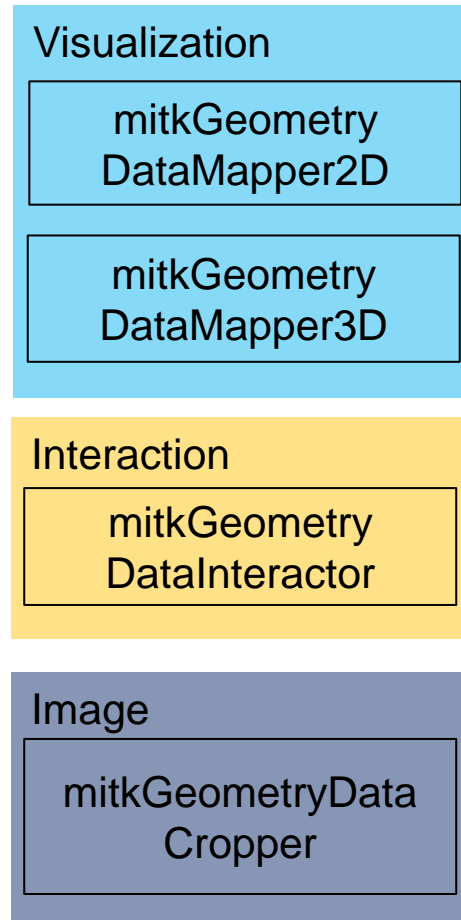 Visualization
mitkGeometry
DataMapper2D
mitkGeometry
DataMapper3D
Interaction
mitkGeometry
DataInteractor
Image
mitkGeometryData
Cropper